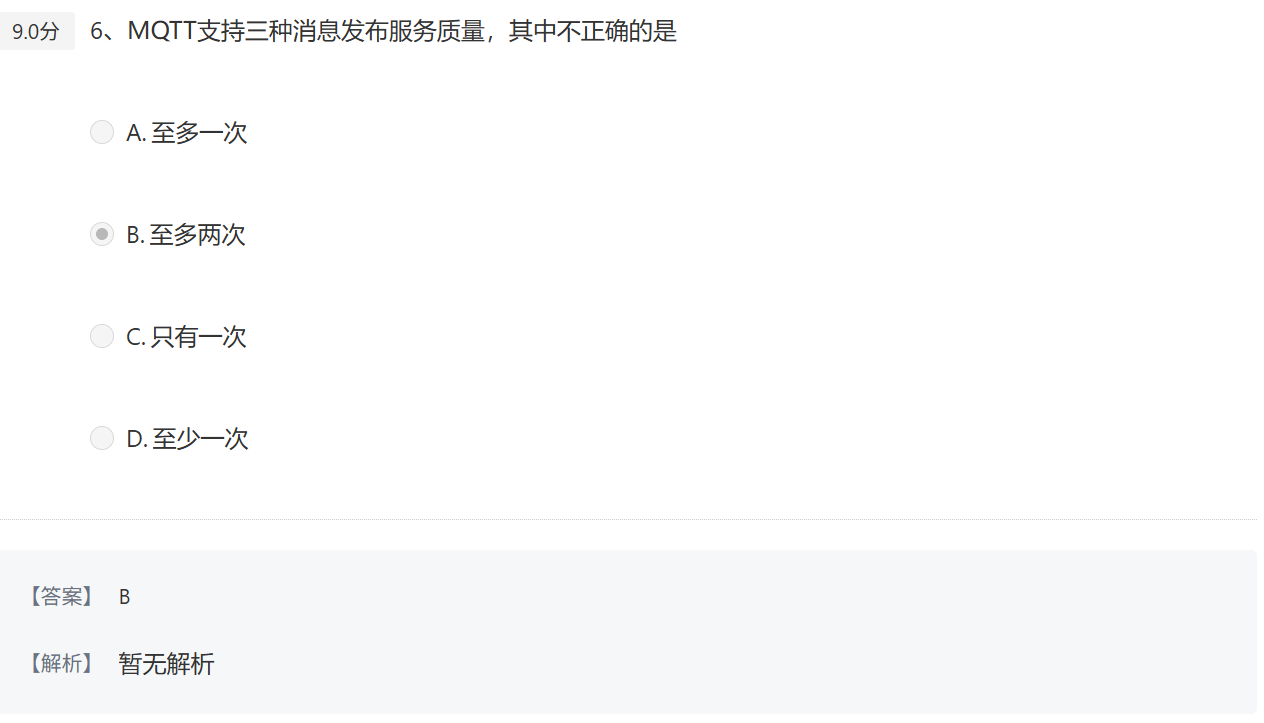 9.0分 6、MQTT支持三种消息发布服务质量，其中不正确的是
A. 至多一次
B. 至多两次
C. 只有一次
D. 至少一次
【答案】 B
【解析】 暂无解析